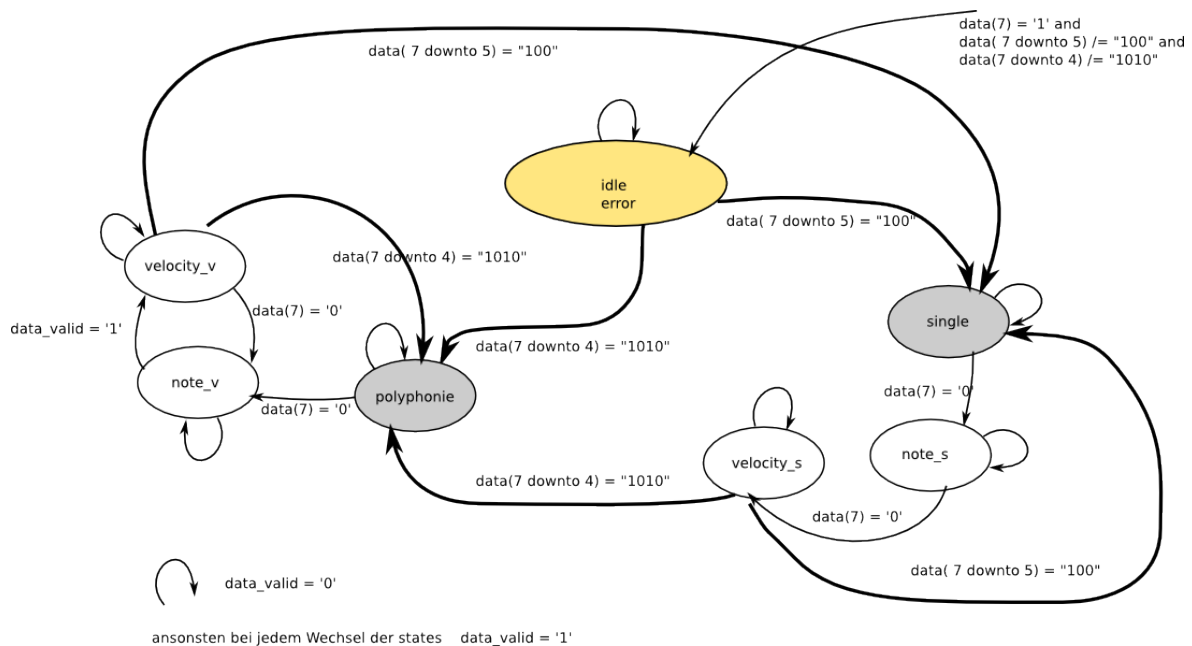 data(7) = '1' and
data( 7 downto 5) /= "100" and
data(7 downto 4) /= "1010"
data( 7 downto 5) = "100"
idle
error
data( 7 downto 5) = "100"
data(7 downto 4) = "1010"
velocity_v
data(7) = '0'
data_valid = '1'
single
data(7 downto 4) = "1010"
note_v
polyphonie
data(7) = '0'
data(7) = '0'
note_s
velocity_s
data(7 downto 4) = "1010"
data(7) = '0'
data( 7 downto 5) = "100"
data_valid = '0'
ansonsten bei jedem Wechsel der states data_valid = '1'